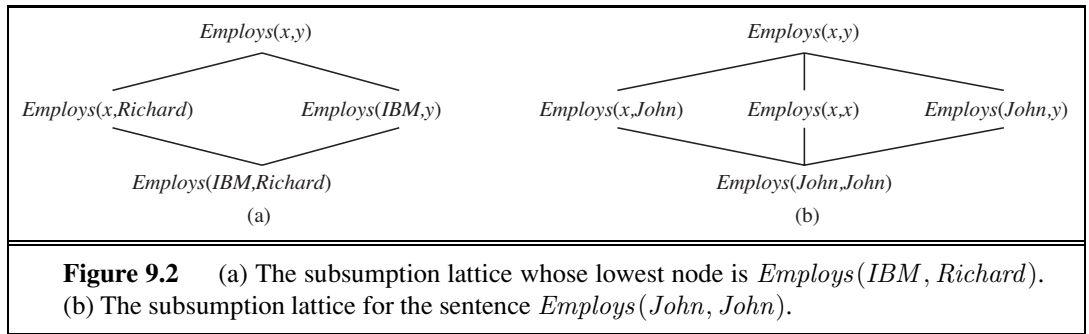 Employs(x,y) Employs(x,y)
Employs(x,Richard) Employs(IBM,y) Employs(x,John) Employs(x,x) Employs(John,y)
Employs(IBM,Richard) Employs(John,John)
(a) (b)
Figure 9.2 (a) The subsumption lattice whose lowest node is Employs(IBM, Richard).
(b) The subsumption lattice for the sentence Employs(John, John).